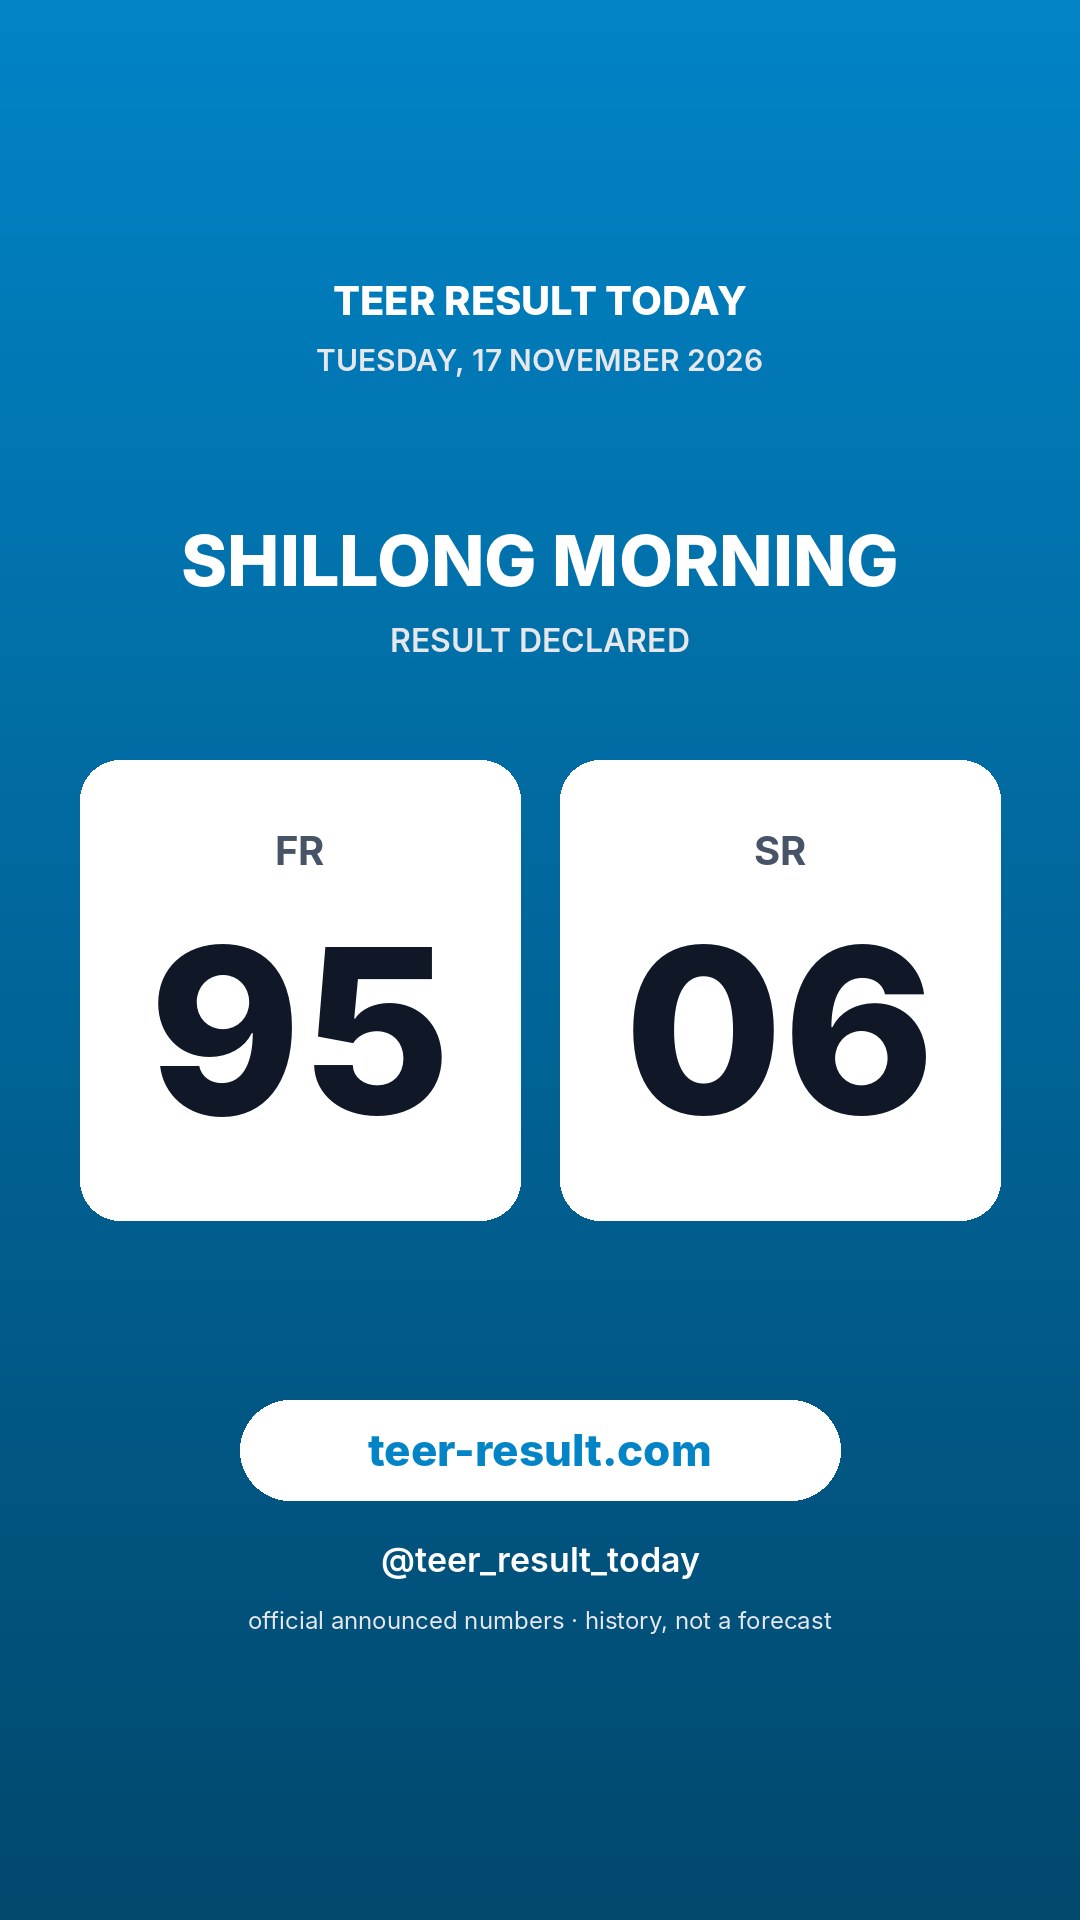 TEER RESULT TODAY
TUESDAY, 17 NOVEMBER 2026
SHILLONG MORNING
RESULT DECLARED
FR
95
SR
06
teer-result.com
@teer_result_today
official announced numbers · history, not a forecast